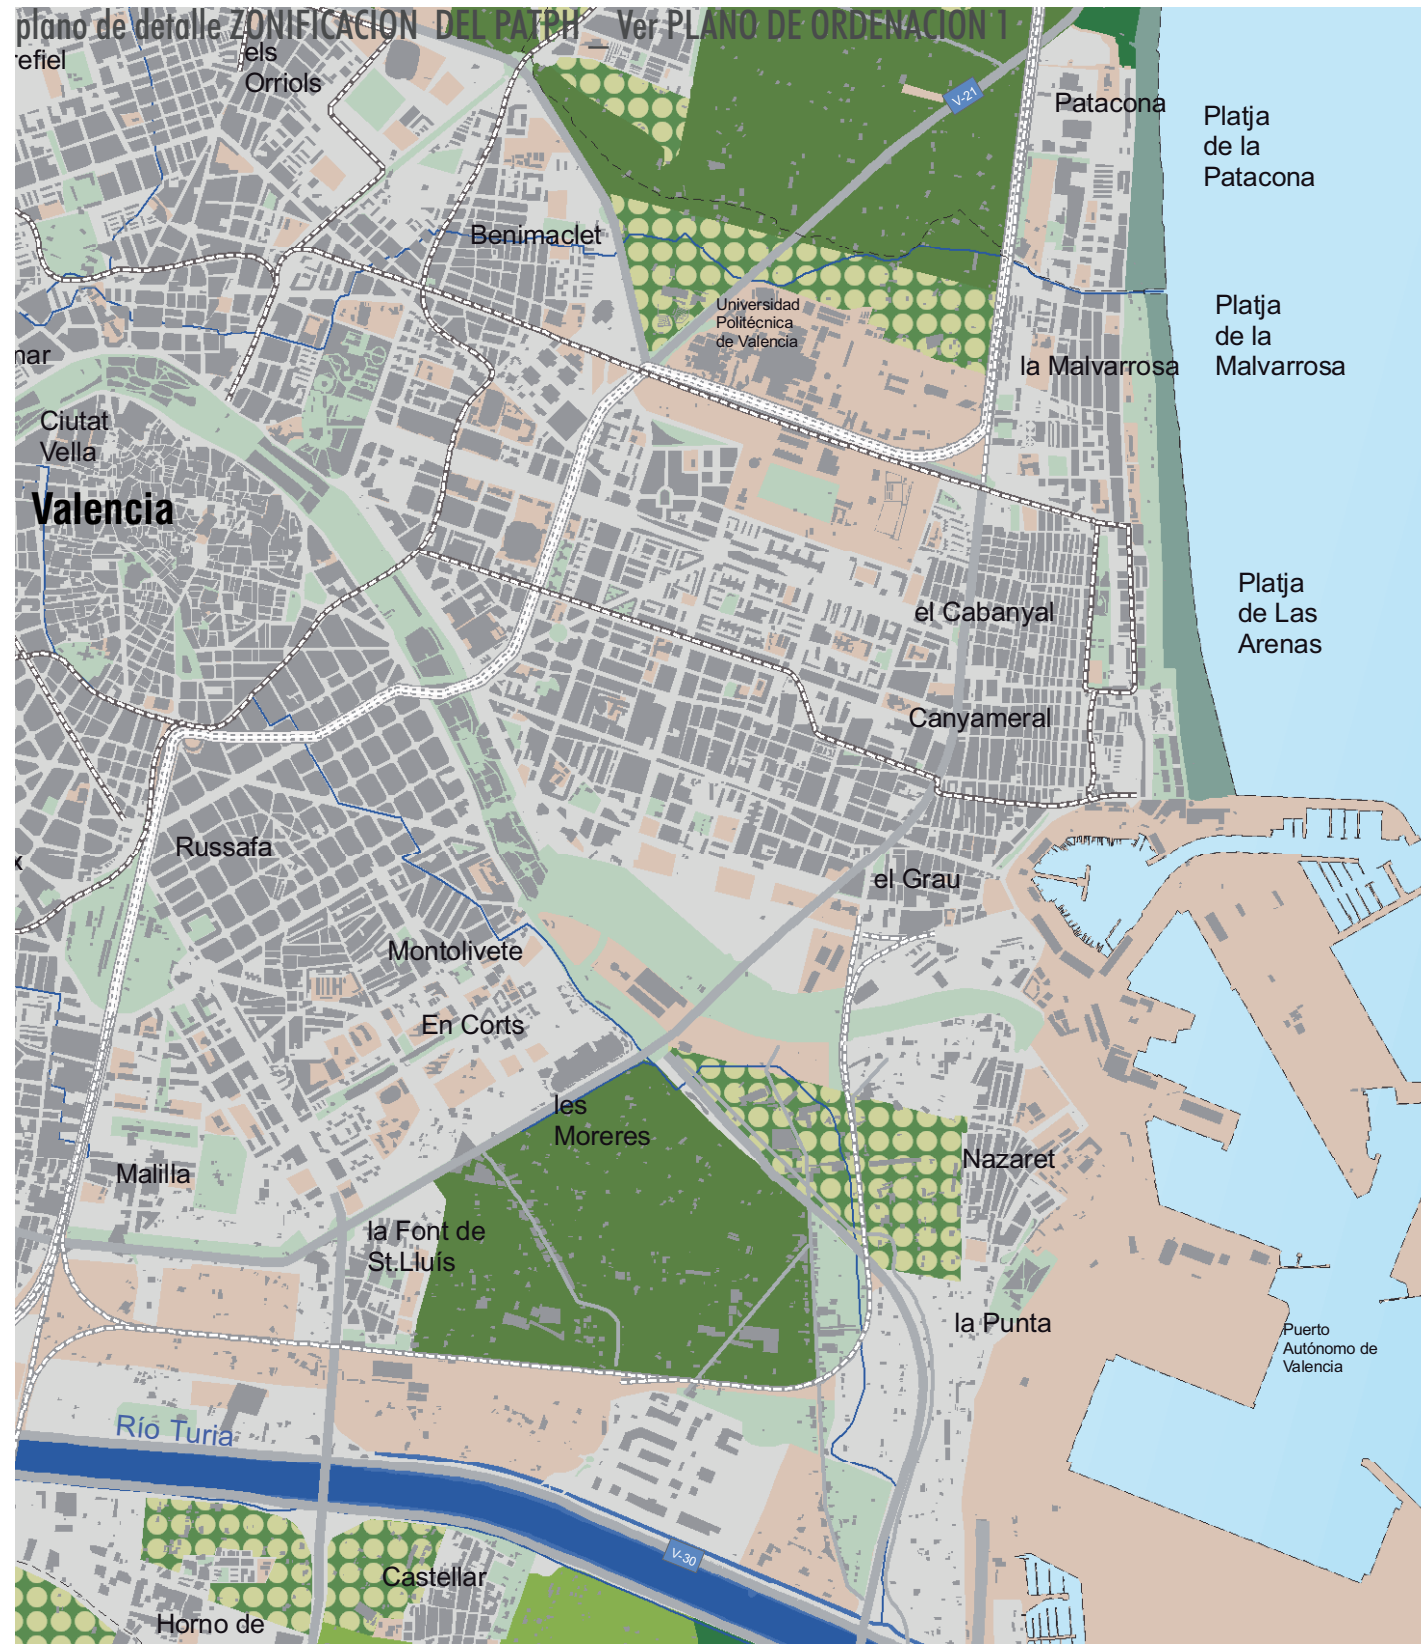 plano de detalle ZONIFICACIÓN DEL PATPH _ Ver PLANO DE ORDENACIÓN 1
refiel
els
Orriols
V-21
Patacona
Platja
de la
Patacona
Benimaclet
Universidad
Politécnica
de Valencia
Platja
de la
Malvarrosa
nar
la Malvarrosa
Ciutat
Vella
Valencia
el Cabanyal
Platja
de Las
Arenas
Canyameral
Russafa
x
el Grau
Montolivete
En Corts
les
Moreres
Malilla
Nazaret
la Font de
St.Lluís
la Punta
Puerto
Autónomo de
Valencia
Río Turia
V-30
Castellar
Horno de